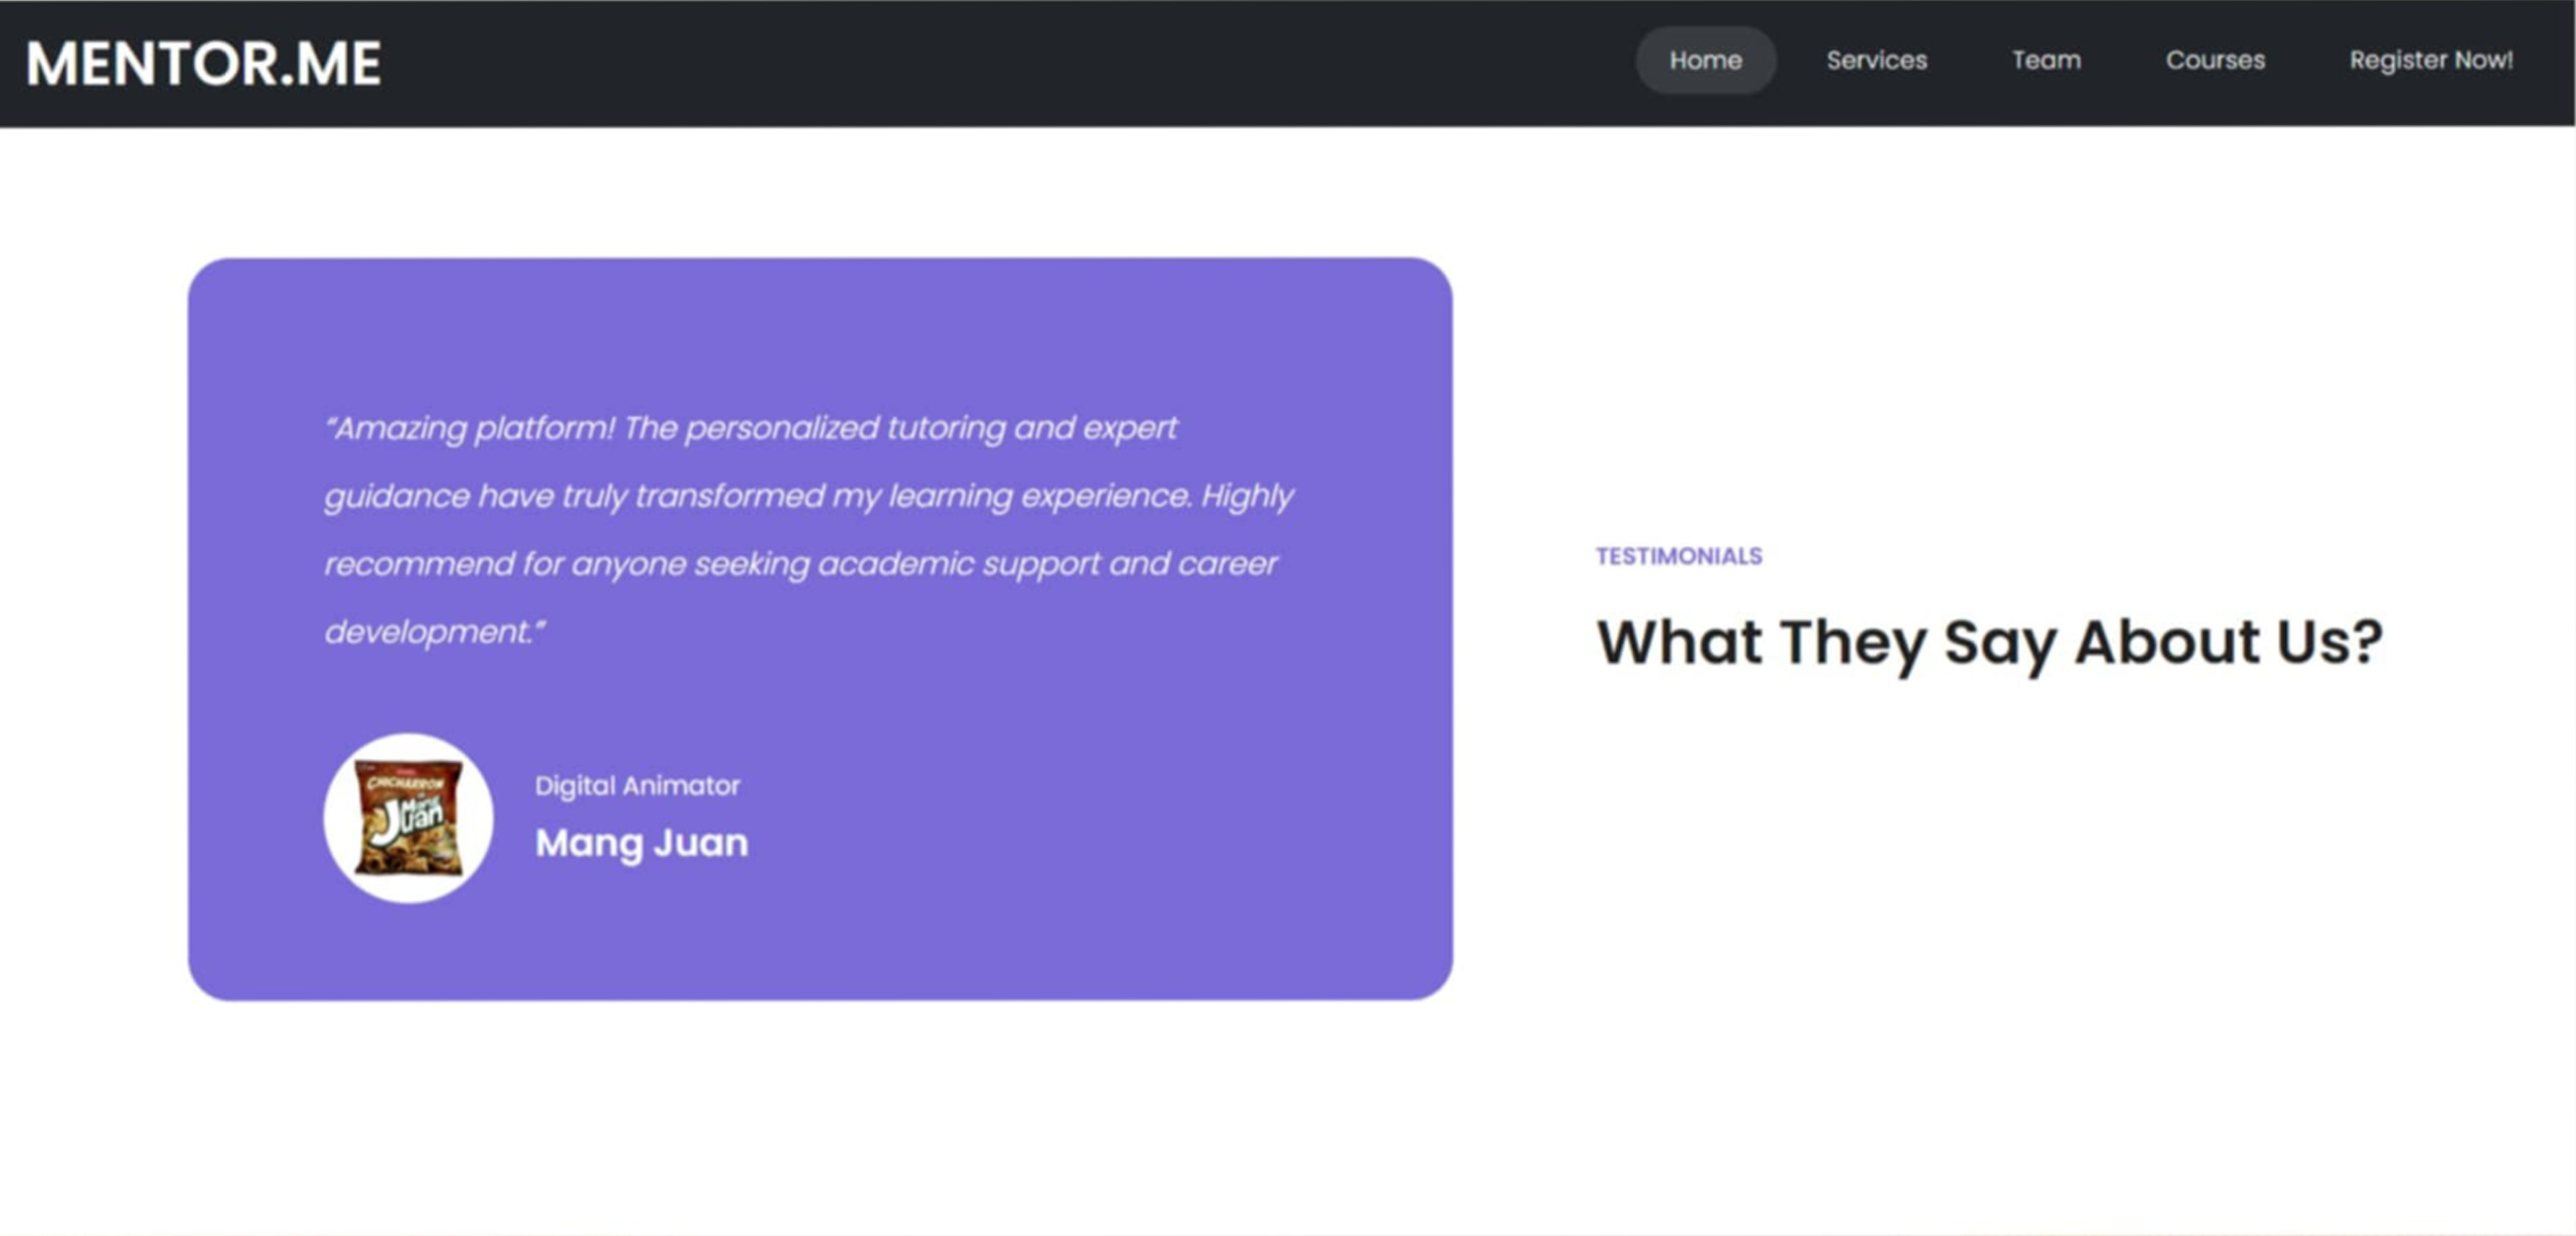 MENTOR.ME
Home Services Team Courses Register Now!
“Amazing platform! The personalized tutoring and expert
guidance have truly transformed my learning experience. Highly
recommend for anyone seeking academic support and career
development.”
CHICHARRON
Mang
Juan
Digital Animator
Mang Juan
TESTIMONIALS
What They Say About Us?